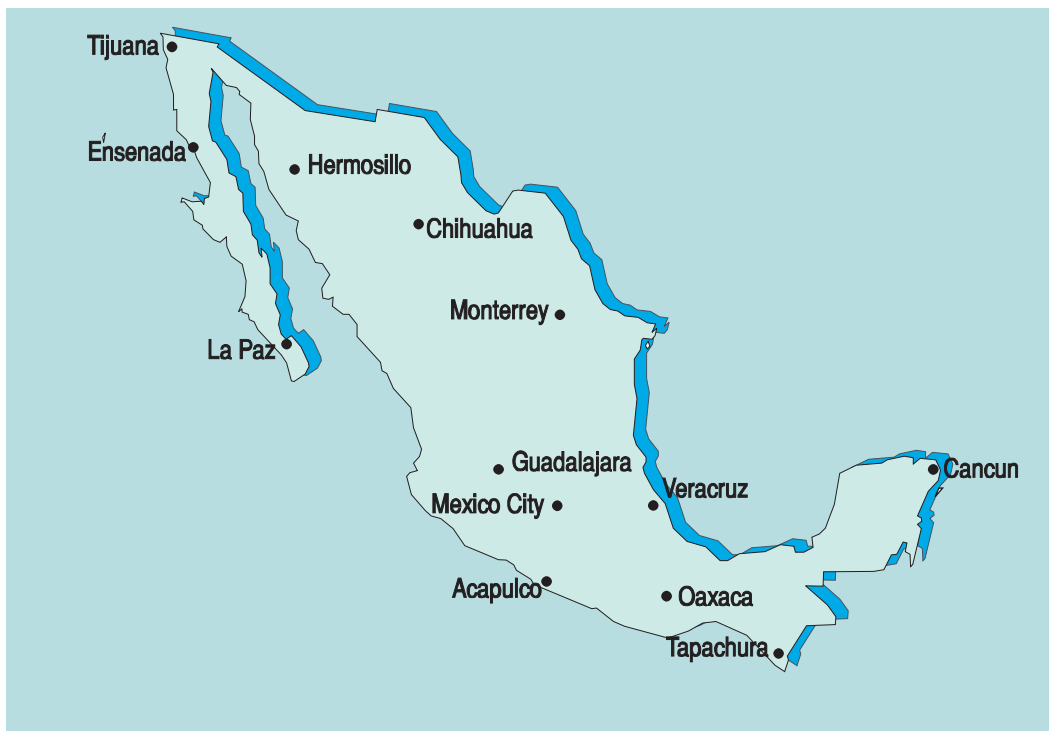 Tijuana
Ensenada
Hermosillo
Chihuahua
Monterrey
La Paz
Guadalajara
Cancun
Veracruz
Mexico City
Acapulco
Oaxaca
Tapachura